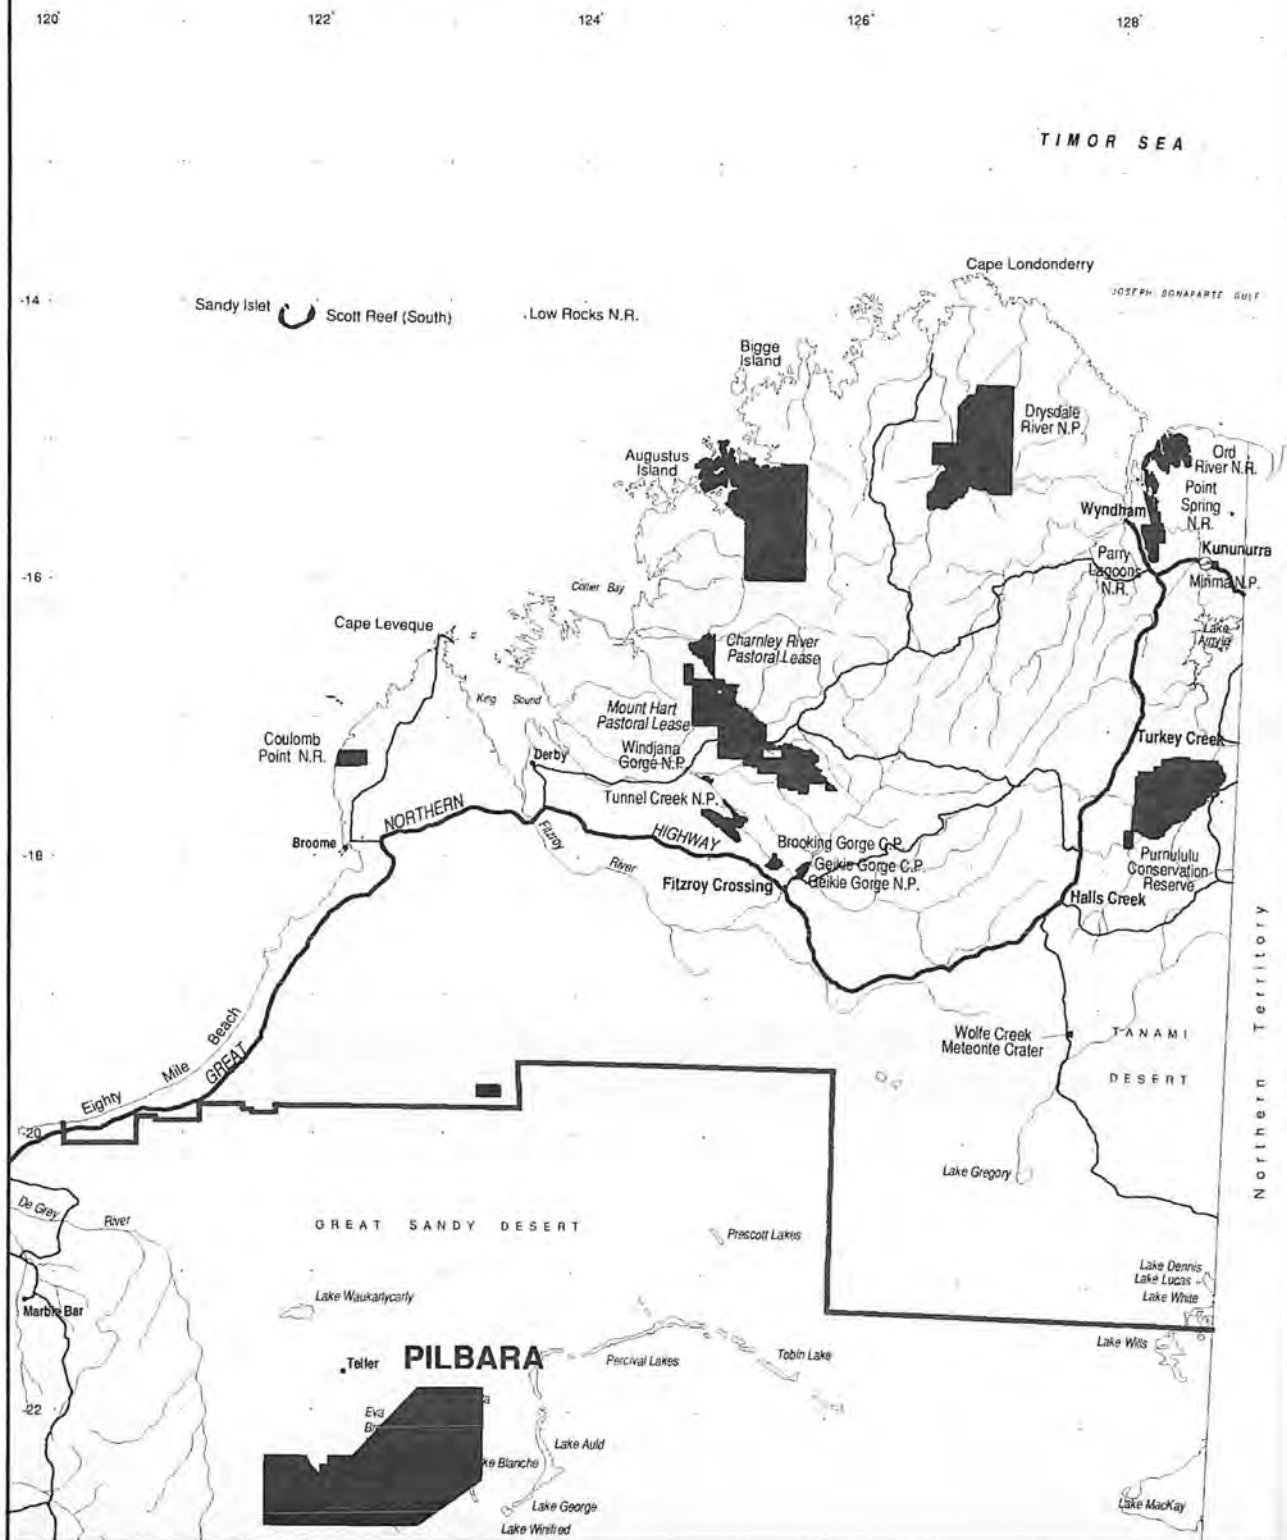 120°
122°
124°
126°
128°
TIMOR SEA
Cape Londonderry
JOSEPH BONAPARTE GULF
-14
Sandy Islet
Scott Reef (South)
Low Rocks N.R.
Bigge
Island
Drysdale
River N.P.
Augustus
Island
Ord
River N.R.
Point
Spring
N.R.
Wyndham
Kununurra
Parry
Lagoons
N.R.
Mirima N.P.
-16
Collier Bay
Cape Leveque
Lake
Argyle
Charnley River
Pastoral Lease
King Sound
Mount Hart
Pastoral Lease
Coulomb
Point N.R.
Windjana
Gorge N.P.
Derby
Turkey Creek
Tunnel Creek N.P.
NORTHERN
HIGHWAY
Broome
Fitzroy
River
Brooking Gorge C.P.
-18
Geikie Gorge C.P.
Geikie Gorge N.P.
Fitzroy Crossing
Purnululu
Conservation
Reserve
Halls Creek
Northern Territory
Wolfe Creek
Meteorite Crater
TANAMI
DESERT
Eighty Mile Beach
GREAT
-20
Lake Gregory
De Grey River
GREAT SANDY DESERT
Prescott Lakes
Lake Dennis
Lake Lucas
Lake White
Lake Waukarlycarly
Marble Bar
Lake Wills
Telfer
PILBARA
Percival Lakes
Tobin Lake
-22
Eva
Br
a
Lake Auld
ke Blanche
Lake George
Lake MacKay
Lake Winifred